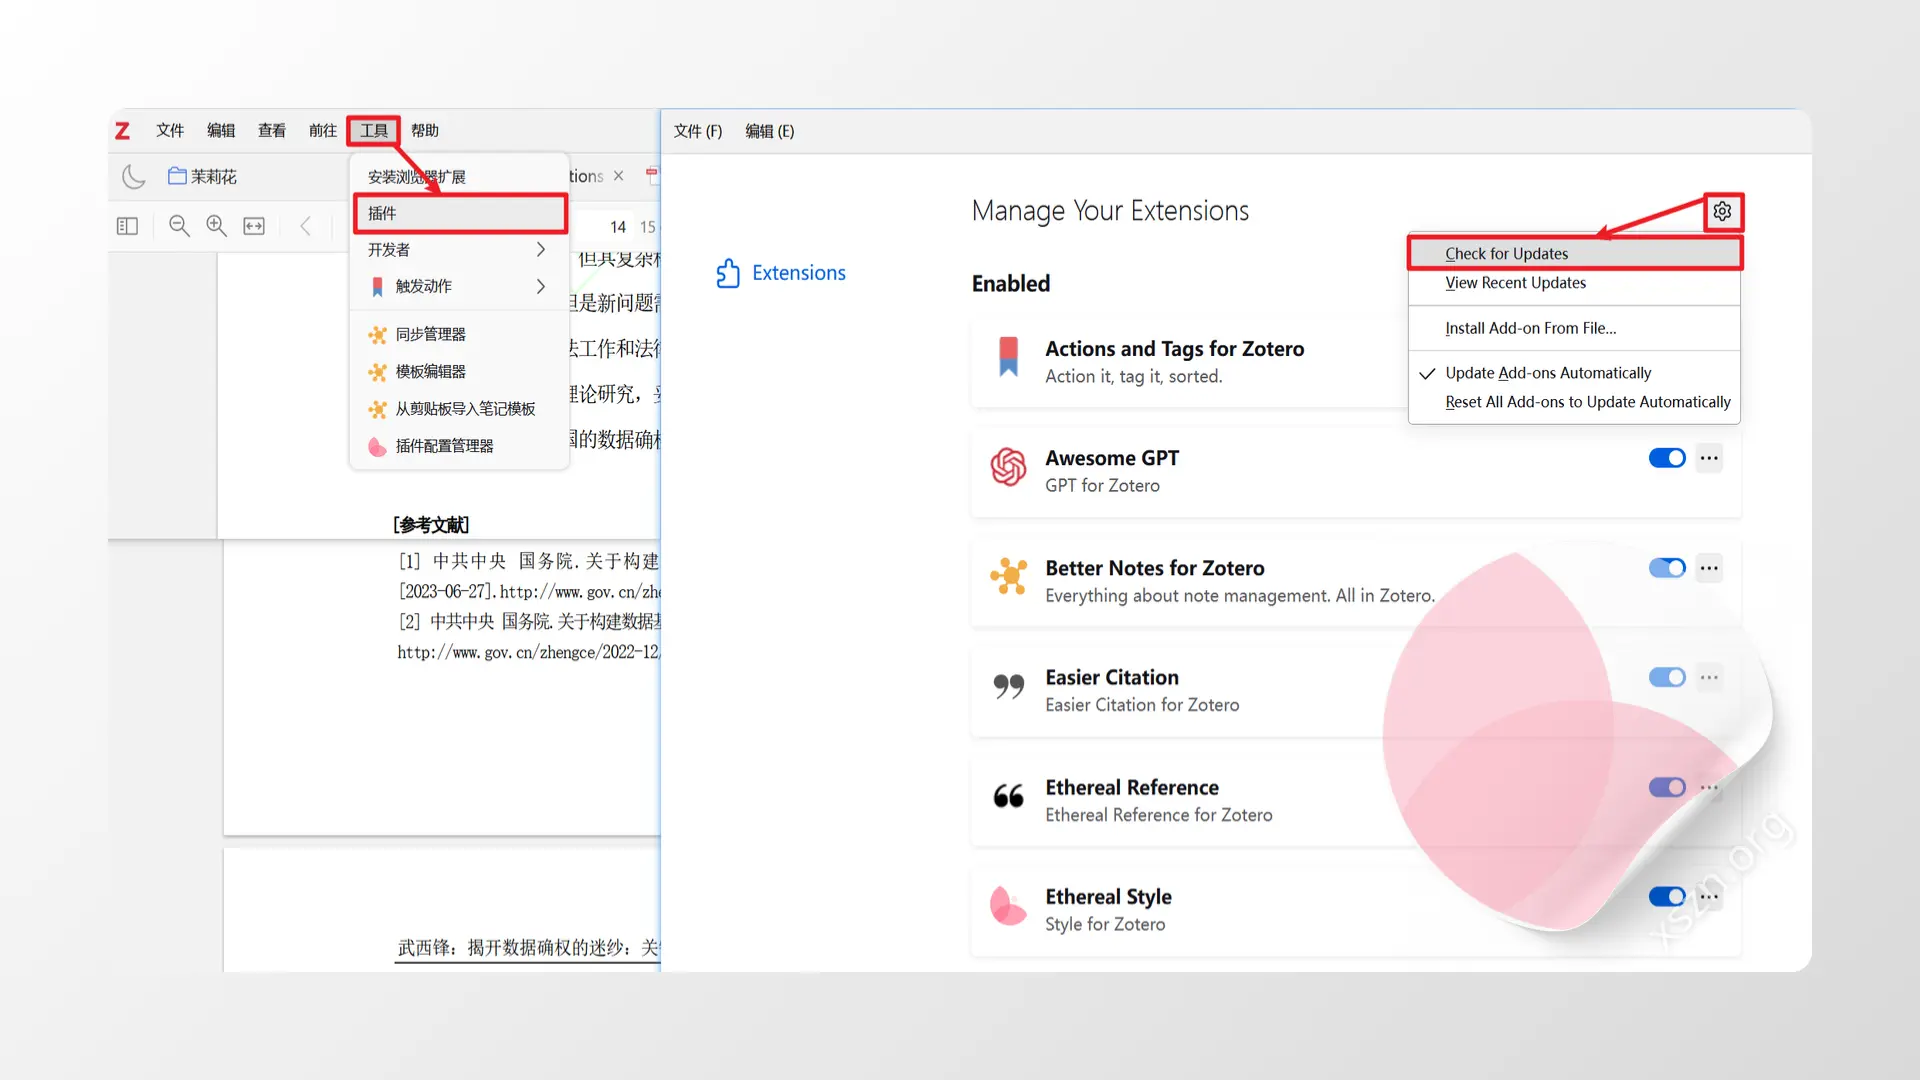 Z 文件 编辑 查看 前往 工具 帮助
茉莉花
tions
14 15
安装浏览器扩展
插件
开发者
触发动作
同步管理器
模板编辑器
从剪贴板导入笔记模板
插件配置管理器
但是新问题
法工作和法律
理论研究，
国的数据确权
[参考文献]
[1] 中共中央 国务院.关于构建
[2023-06-27].http://www.gov.cn/zhe
[2] 中共中央 国务院.关于构建数据基
http://www.gov.cn/zhengce/2022-12/
武西锋：揭开数据确权的迷纱：关
文件 (F) 编辑 (E)
Manage Your Extensions
Extensions
Check for Updates
View Recent Updates
Install Add-on From File...
Update Add-ons Automatically
Reset All Add-ons to Update Automatically
Enabled
Actions and Tags for Zotero
Action it, tag it, sorted.
Awesome GPT
GPT for Zotero
Better Notes for Zotero
Everything about note management. All in Zotero.
Easier Citation
Easier Citation for Zotero
Ethereal Reference
Ethereal Reference for Zotero
Ethereal Style
Style for Zotero
xszn.org